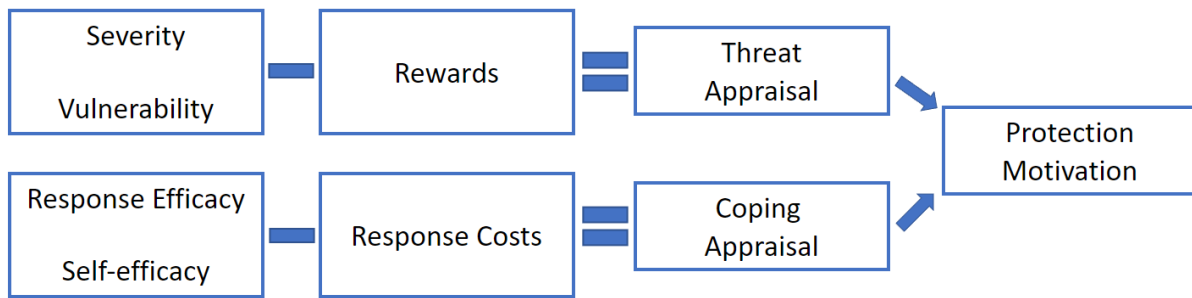 Severity
Vulnerability
Rewards
Threat
Appraisal
Response Efficacy
Self-efficacy
Response Costs
Coping
Appraisal
Protection
Motivation